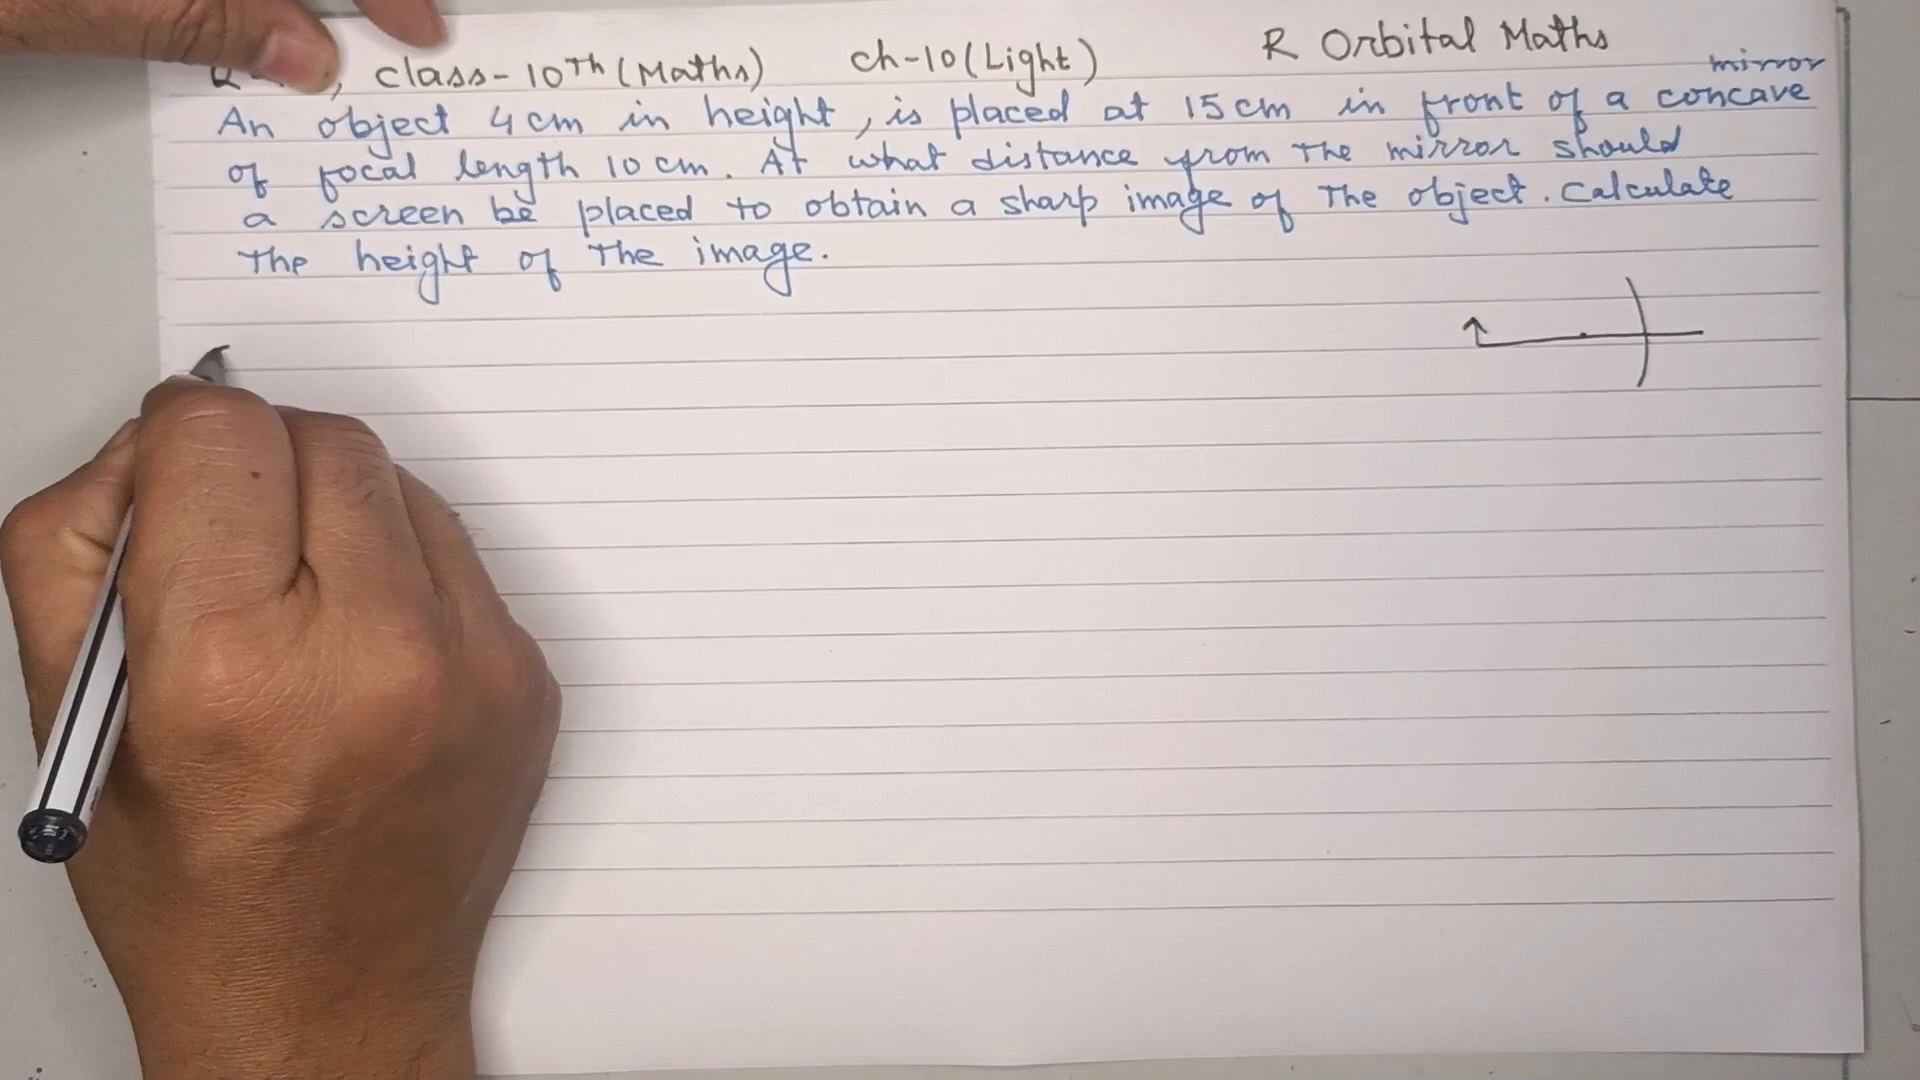 class-10Th (Maths) ch-10 (Light) R Orbital Maths
mirror
An object 4 cm in height, is placed at 15 cm in front of a concave
of focal length 10 cm. At what distance from The mirror should
a screen be placed to obtain a sharp image of The object. Calculate
The height of The image.